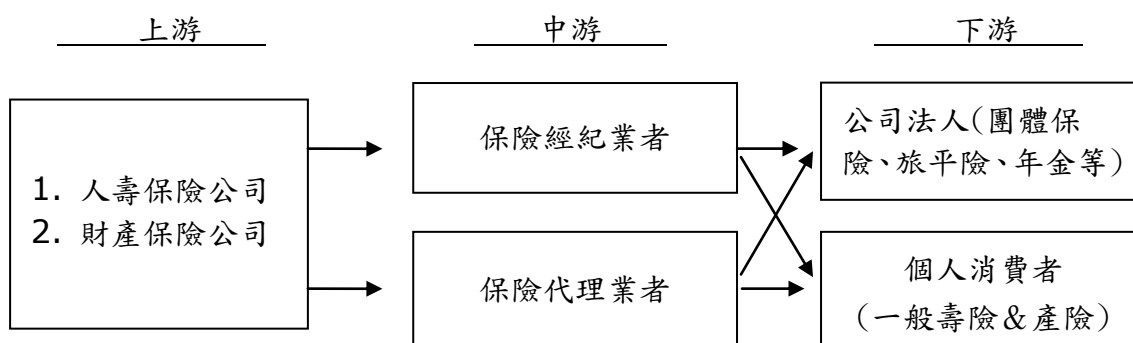 上游
中游
下游
1. 人壽保險公司
2. 財產保險公司
保險經紀業者
保險代理業者
公司法人(團體保
險、旅平險、年金等)
個人消費者
(一般壽險&產險)